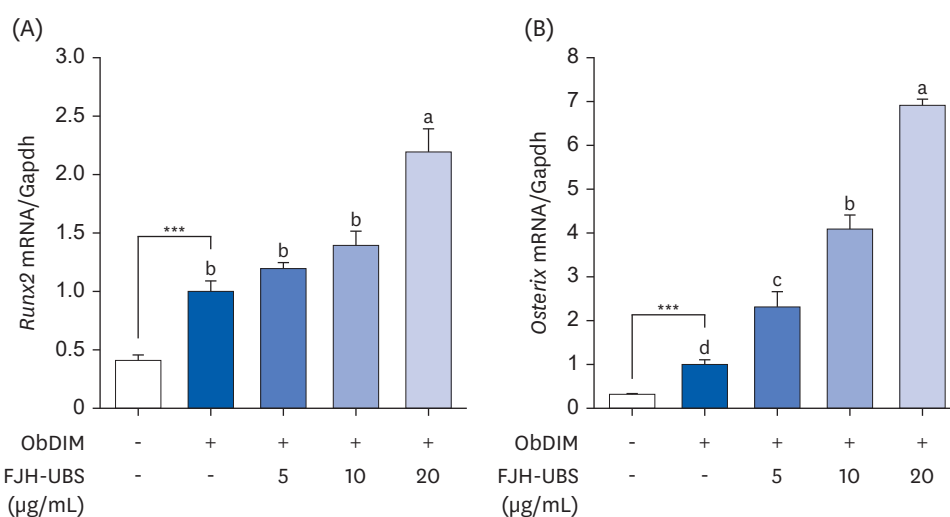 (A)
Runx2 mRNA/Gapdh
3.0
2.5
2.0
1.5
1.0
0.5
0
***
b
b
b
a
ObDIM - + + + +
FJH-UBS - - 5 10 20
(µg/mL)
(B)
Osterix mRNA/Gapdh
8
7
6
5
4
3
2
1
0
***
d
c
b
a
ObDIM - + + + +
FJH-UBS - - 5 10 20
(µg/mL)